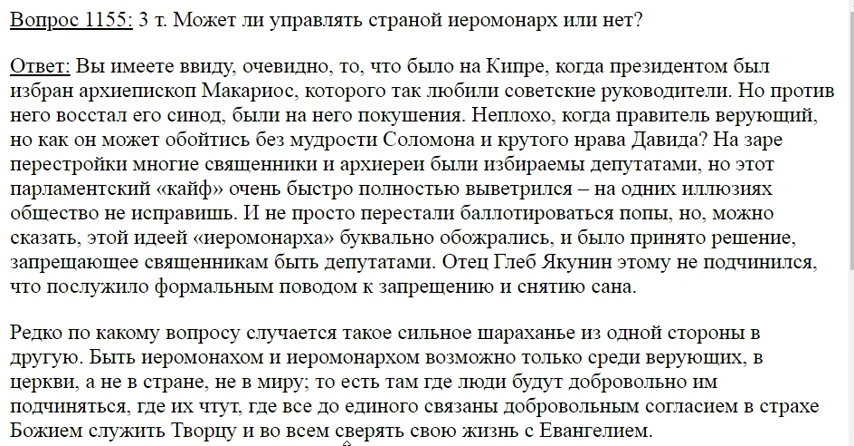 Вопрос 1155: 3 т. Может ли управлять страной иеромонарх или нет?
Ответ: Вы имеете ввиду, очевидно, то, что было на Кипре, когда президентом был
избран архиепископ Макариос, которого так любили советские руководители. Но против
него восстал его синод, были на него покушения. Неплохо, когда правитель верующий,
но как он может обойтись без мудрости Соломона и крутого нрава Давида? На заре
перестройки многие священники и архиереи были избираемы депутатами, но этот
парламентский «кайф» очень быстро полностью выветрился – на одних иллюзиях
общество не исправишь. И не просто перестали баллотироваться попы, но, можно
сказать, этой идеей «иеромонарха» буквально обожрались, и было принято решение,
запрещающее священникам быть депутатами. Отец Глеб Якунин этому не подчинился,
что послужило формальным поводом к запрещению и снятию сана.
Редко по какому вопросу случается такое сильное шараханье из одной стороны в
другую. Быть иеромонахом и иеромонархом возможно только среди верующих, в
церкви, а не в стране, не в миру; то есть там где люди будут добровольно им
подчиняться, где их чтут, где все до единого связаны добровольным согласием в страхе
Божием служить Творцу и во всем сверять свою жизнь с Евангелием.